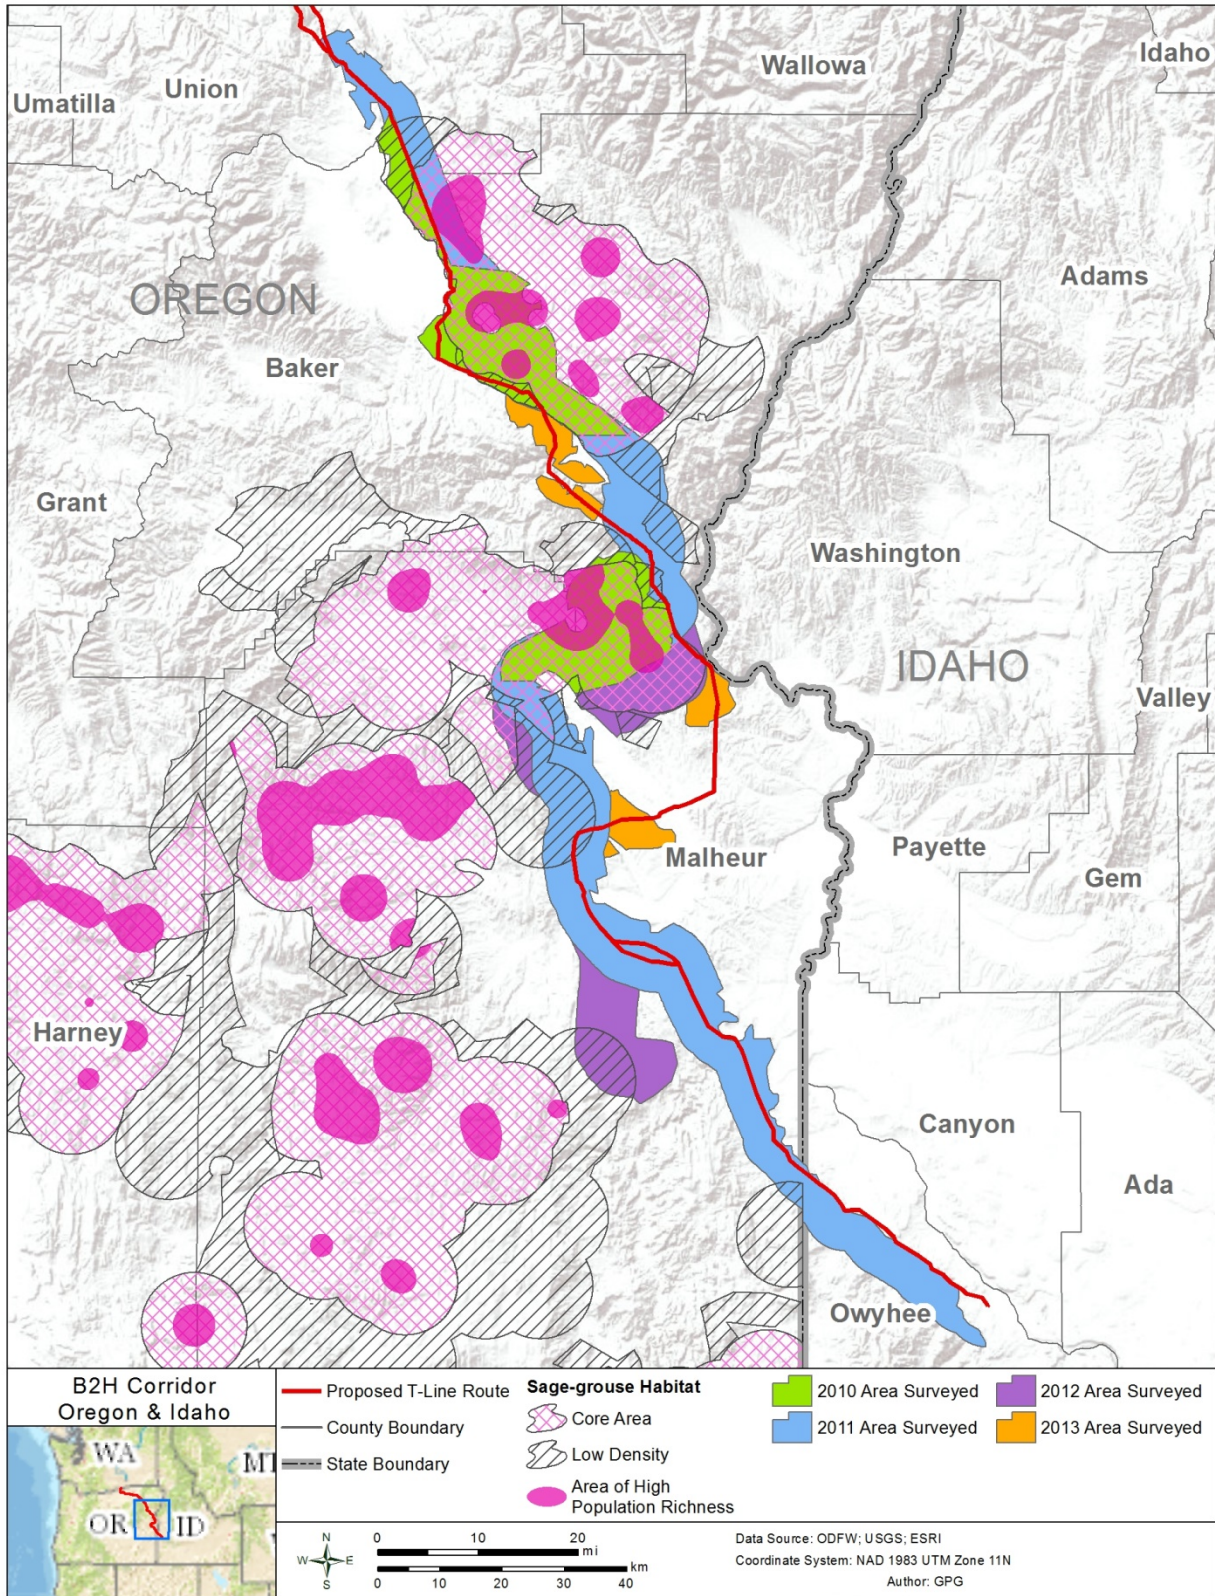 Wallowa
Idaho
Umatilla
Union
OREGON
Adams
Baker
Grant
Washington
IDAHO
Valley
Malheur
Payette
Gem
Harney
Canyon
Ada
Owyhee
B2H Corridor
Oregon & Idaho
WA
MT
OR
ID
Proposed T-Line Route
County Boundary
State Boundary
Sage-grouse Habitat
Core Area
Low Density
Area of High
Population Richness
2010 Area Surveyed
2011 Area Surveyed
2012 Area Surveyed
2013 Area Surveyed
N
W E
S
0 10 20
mi
km
0 10 20 30 40
Data Source: ODFW; USGS; ESRI
Coordinate System: NAD 1983 UTM Zone 11N
Author: GPG